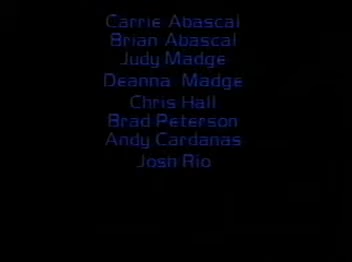 Carrie Abascal
Brian Abascal
Judy Madge
Deanna Madge
Chris Hall
Brad Peterson
Andy Cardanas
Josh Rio